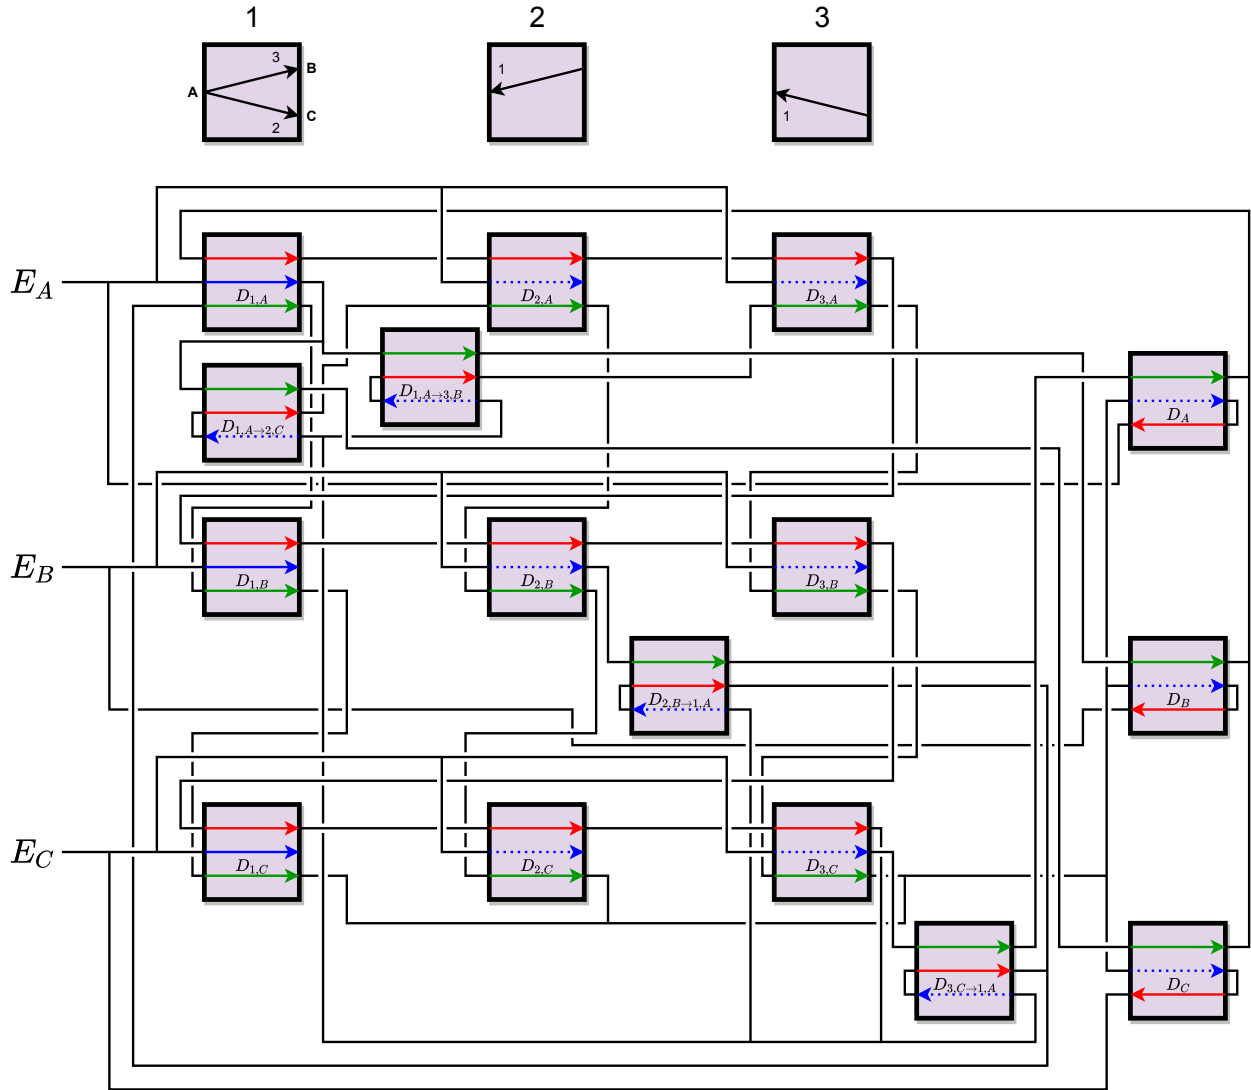 1 2 3
3 B
A
2 C
1
1
E_A
D_{1,A} D_{2,A} D_{3,A}
D_{1,A→3,B}
D_{1,A→2,C}
D_A
E_B
D_{1,B} D_{2,B} D_{3,B}
D_{2,B→1,A}
D_B
E_C
D_{1,C} D_{2,C} D_{3,C}
D_{3,C→1,A}
D_C